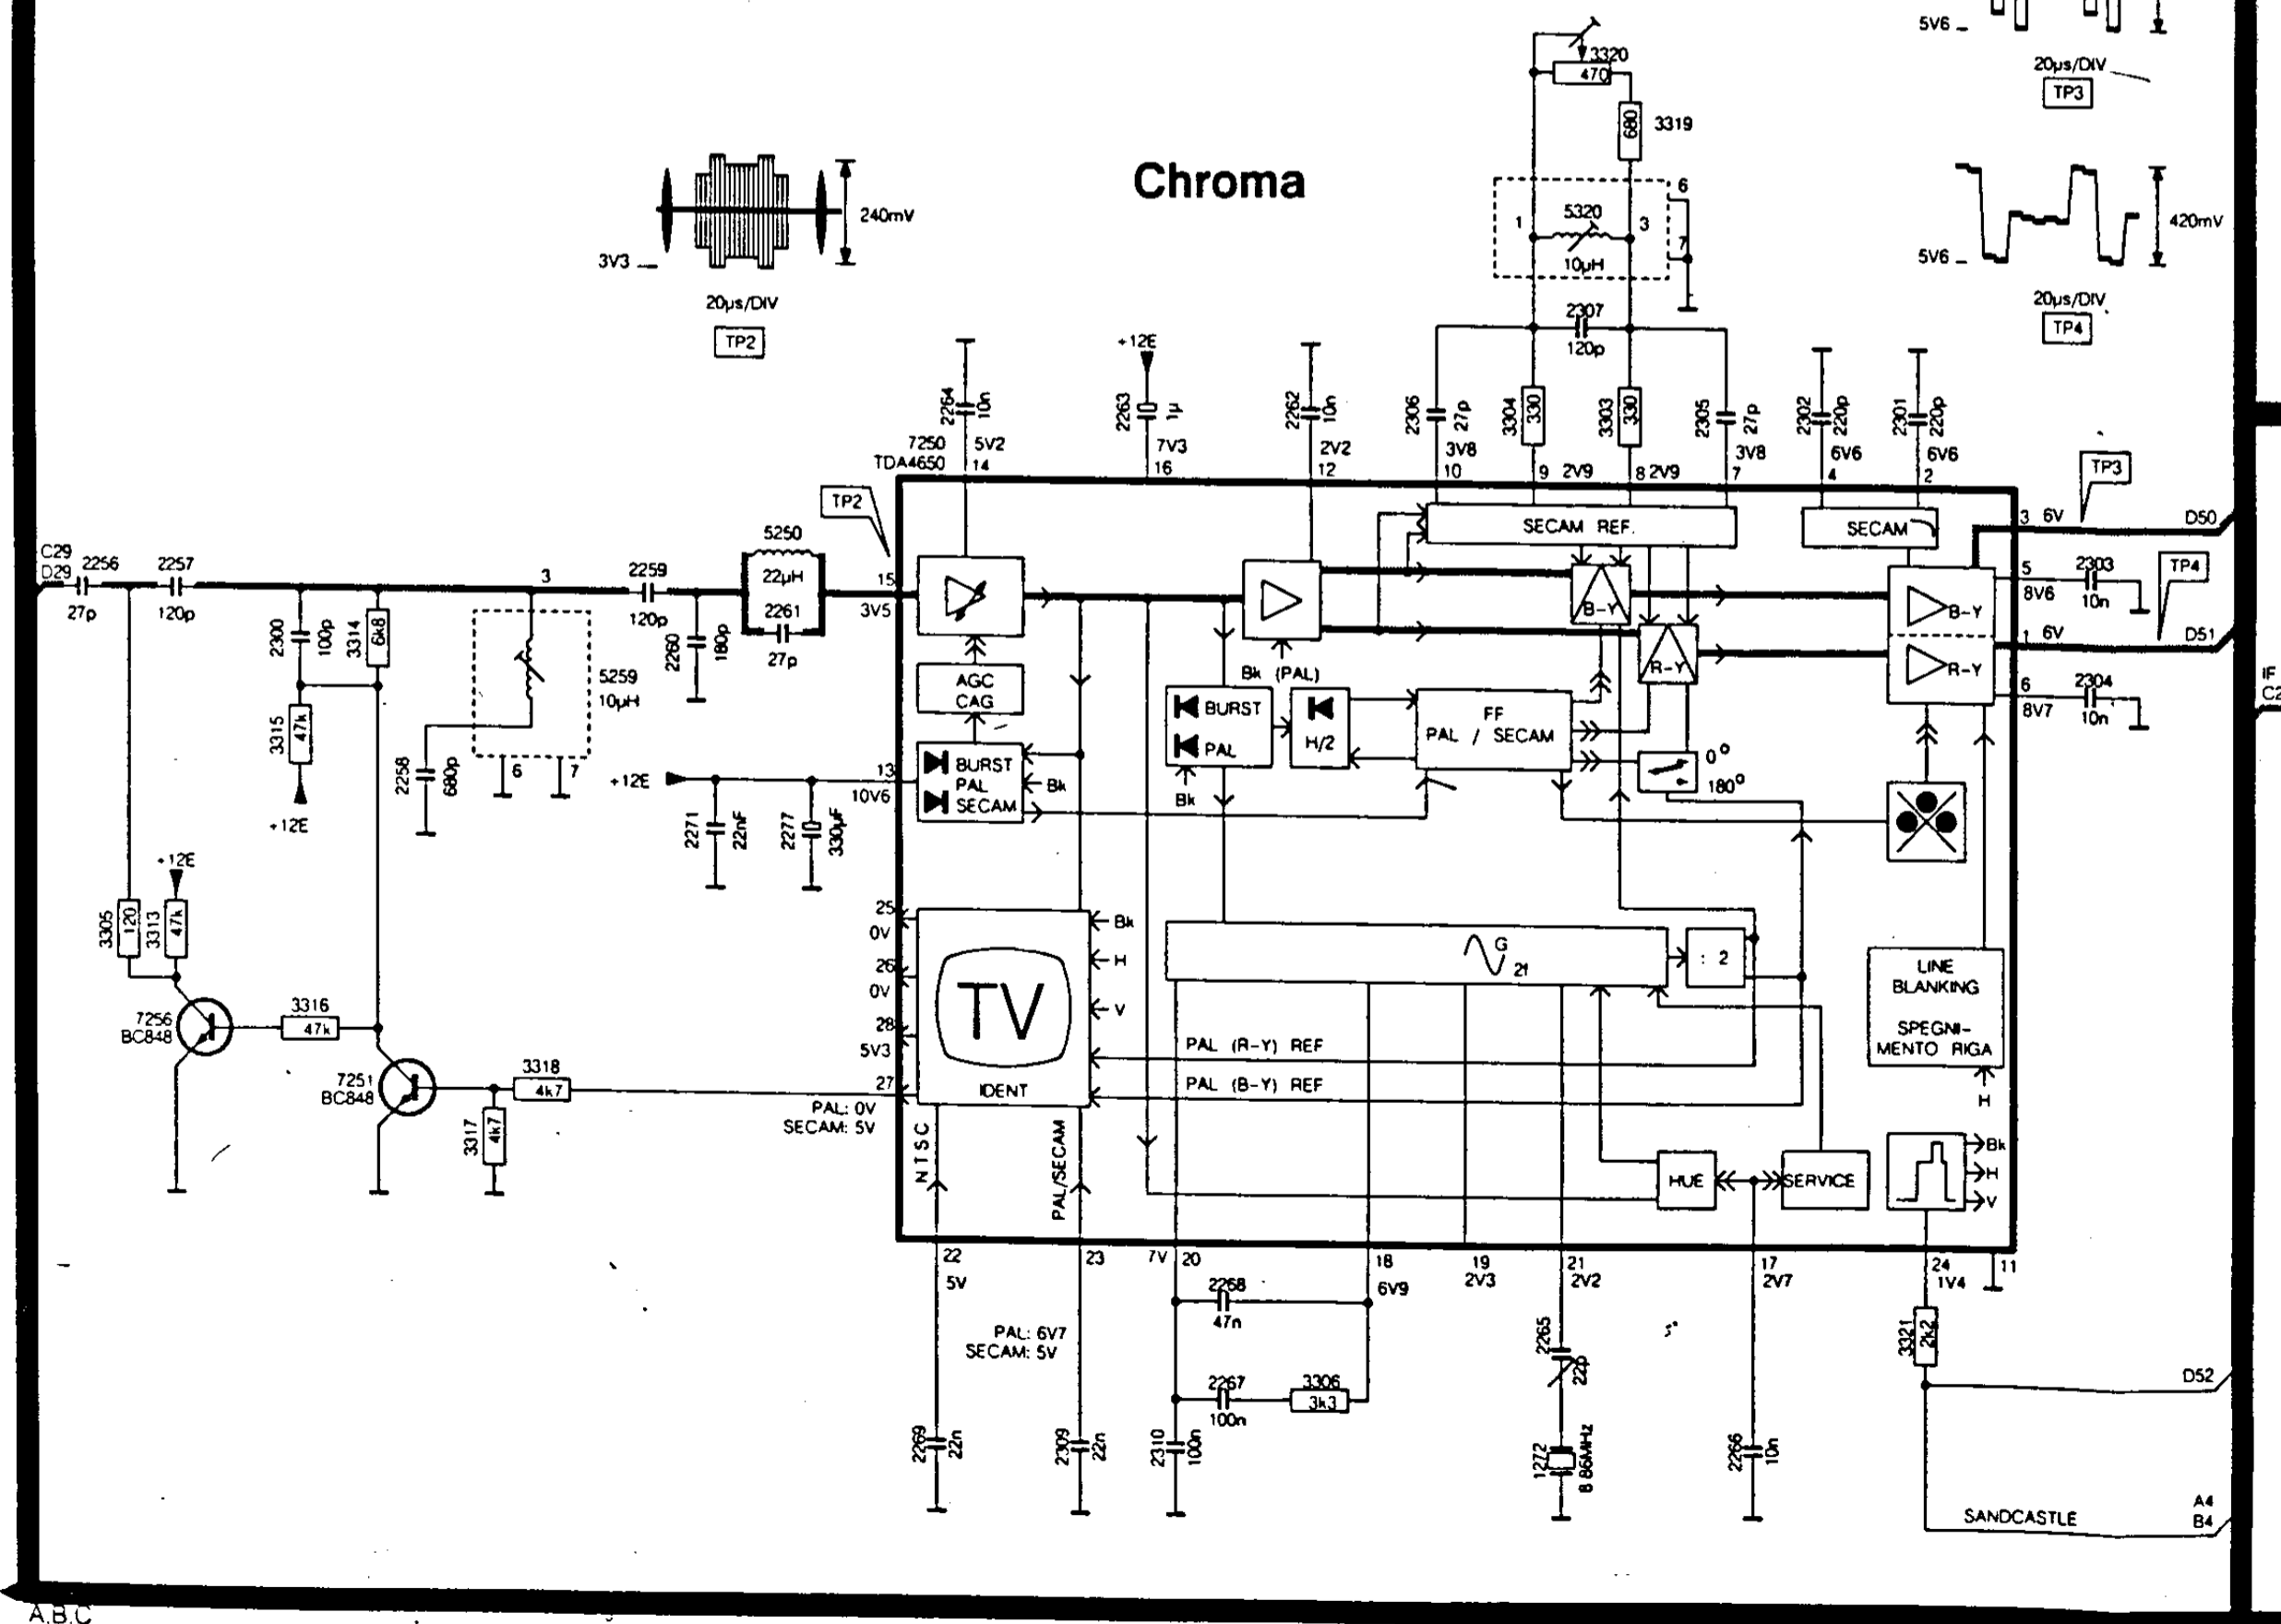 5V6
20µs/DIV
TP3
3320
470
680
3319
Chroma
240mV
3V3
20µs/DIV
TP2
6
5320
1
3
7
10µH
420mV
5V6
20µs/DIV
TP4
2307
120p
+12E
2264
10n
2263
1µ
2262
10n
2306
27p
3304
330
3303
330
2305
27p
2302
220p
2301
220p
7250
TDA4650
5V2
14
7V3
16
2V2
12
3V8
10
9
2V9
8
2V9
3V8
7
6V6
4
6V6
2
TP3
TP2
SECAM REF.
SECAM
3
6V
D50
C29
D29
2256
27p
2257
120p
3
2259
120p
5250
22µH
2261
27p
15
3V5
B-Y
B-Y
R-Y
R-Y
5
8V6
2303
10n
TP4
1
6V
D51
6
8V7
2304
10n
IF
2300
100p
3314
6k8
2260
180p
5259
10µH
AGC
CAG
Bk (PAL)
BURST
PAL
H/2
FF
PAL / SECAM
0°
180°
Bk
3315
47k
+12E
2258
680p
6
7
+12E
13
10V6
BURST
PAL
SECAM
Bk
2271
22nF
2277
330µF
+12E
3305
120
3313
47k
7256
BC848
3316
47k
7251
BC848
3318
4k7
3317
4k7
25
0V
26
0V
28
5V3
27
PAL: 0V
SECAM: 5V
TV
IDENT
Bk
H
V
G
2f
: 2
PAL (R-Y) REF
PAL (B-Y) REF
LINE
BLANKING
SPEGNI-
MENTO RIGA
H
NTSC
PAL/SECAM
HUE
SERVICE
Bk
H
V
22
5V
23
7V
20
18
6V9
19
2V3
21
2V2
17
2V7
24
1V4
11
PAL: 6V7
SECAM: 5V
2268
47n
2267
100n
3306
3k3
2265
22p
3321
2k2
D52
2269
22n
2309
22n
2310
100n
1272
8.86MHz
2266
10n
SANDCASTLE
A4
B4
A.B.C